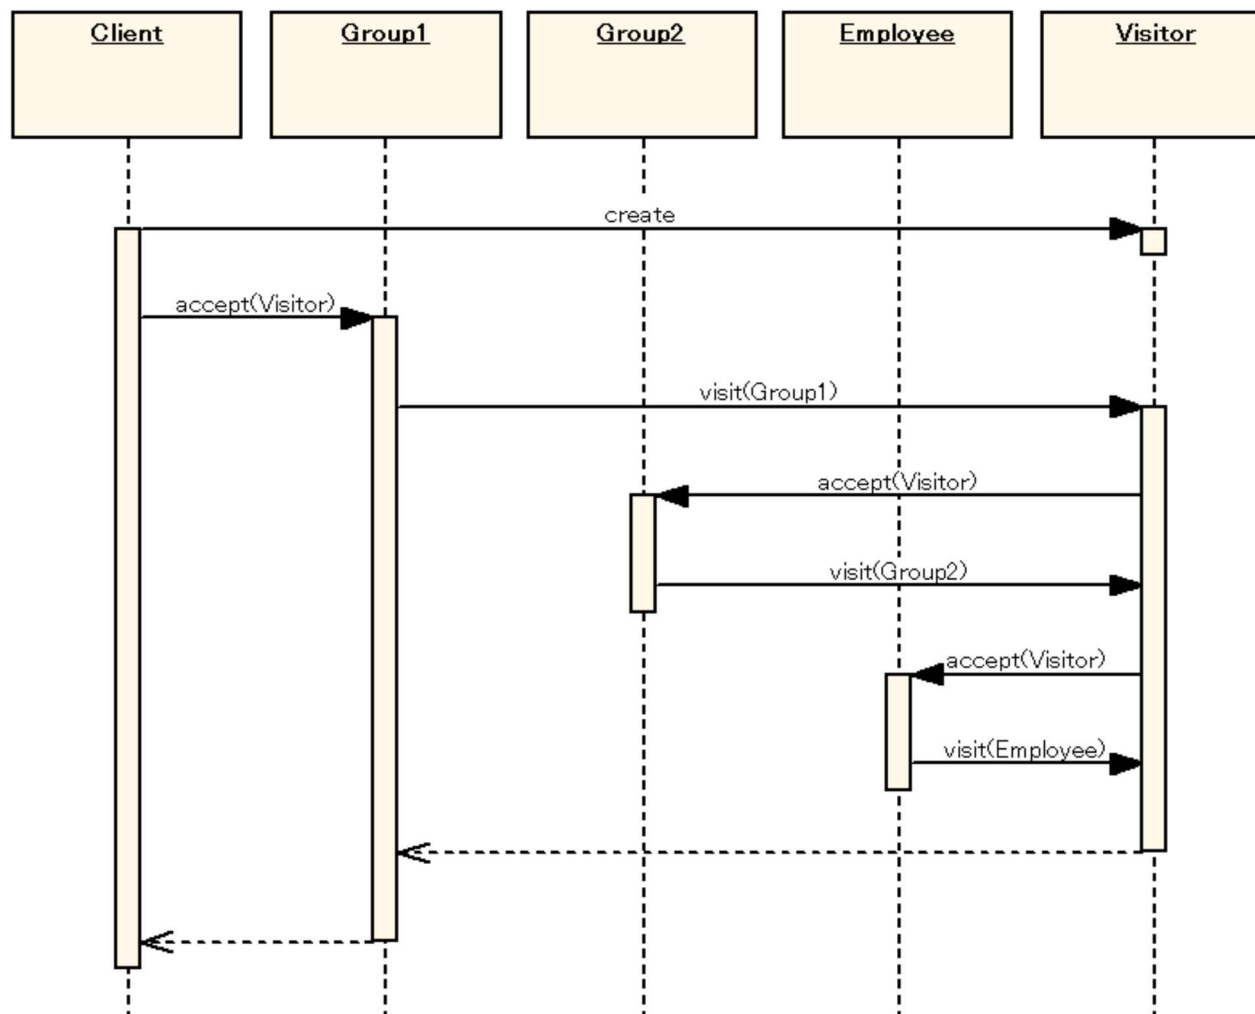 Client
Group1
Group2
Employee
Visitor
create
accept(Visitor)
visit(Group1)
accept(Visitor)
visit(Group2)
accept(Visitor)
visit(Employee)